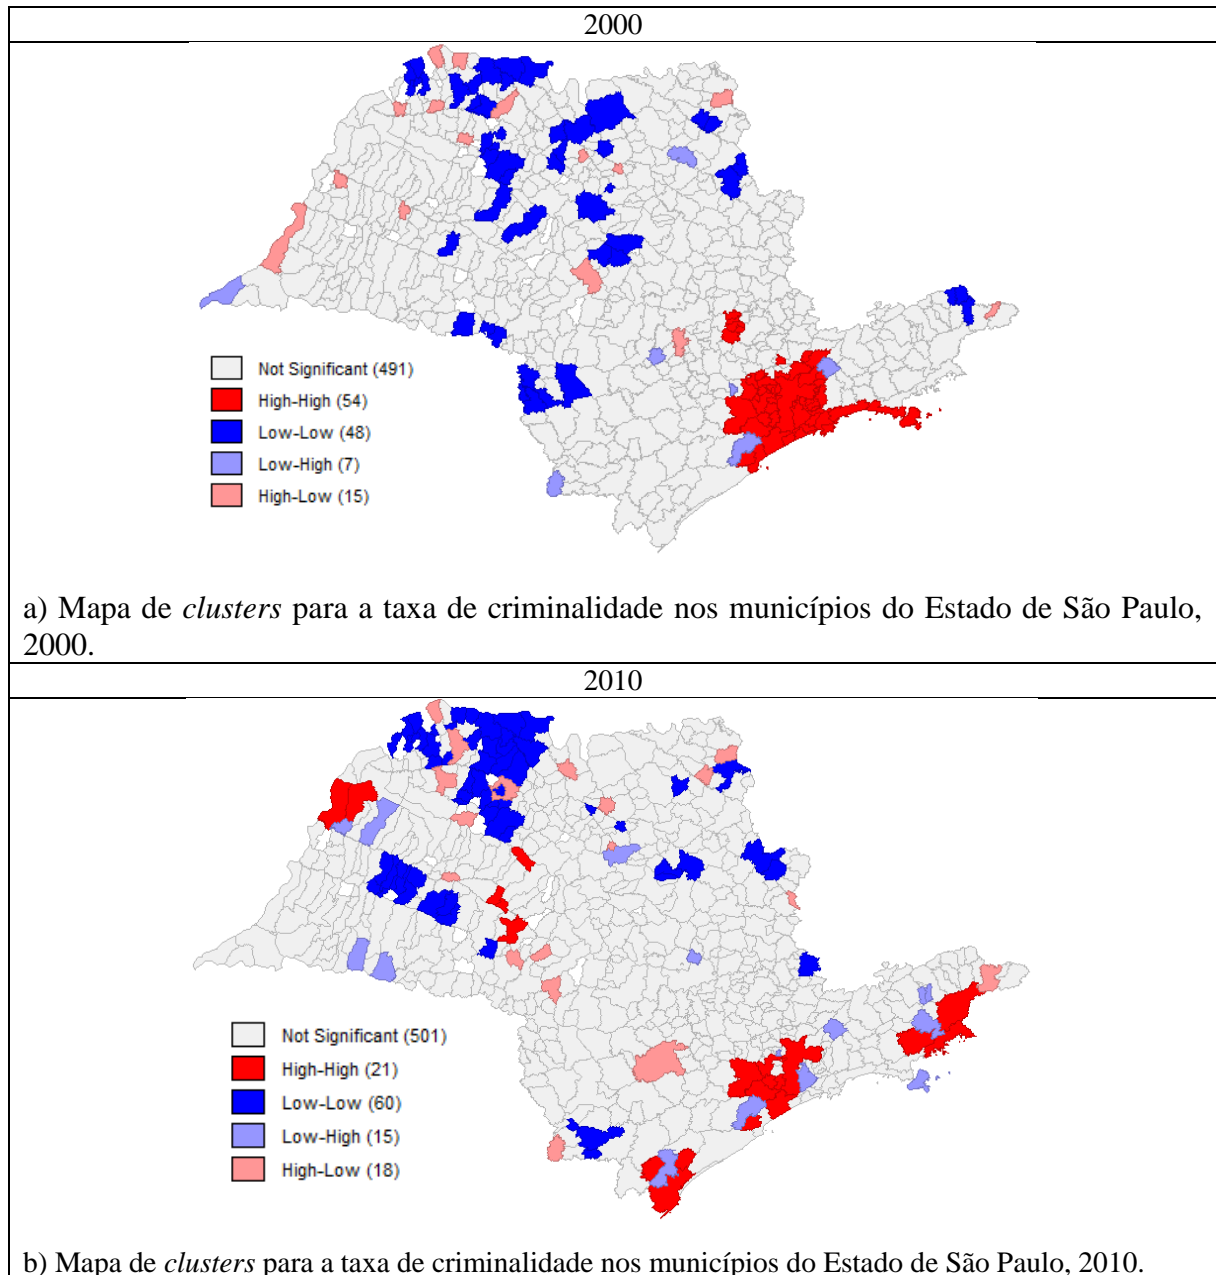 2000
Not Significant (491)
High-High (54)
Low-Low (48)
Low-High (7)
High-Low (15)
a) Mapa de clusters para a taxa de criminalidade nos municípios do Estado de São Paulo,
2000.
2010
Not Significant (501)
High-High (21)
Low-Low (60)
Low-High (15)
High-Low (18)
b) Mapa de clusters para a taxa de criminalidade nos municípios do Estado de São Paulo, 2010.